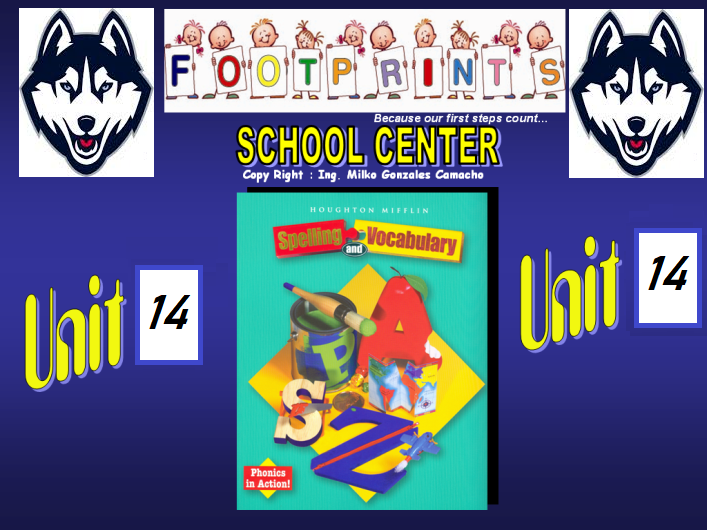 FOOTPRINTS
Because our first steps count...
SCHOOL CENTER
Copy Right : Ing. Milko Gonzales Camacho
HOUGHTON MIFFLIN
Spelling and Vocabulary
Unit 14
Unit 14
P
A
S
Z
Phonics
in Action!